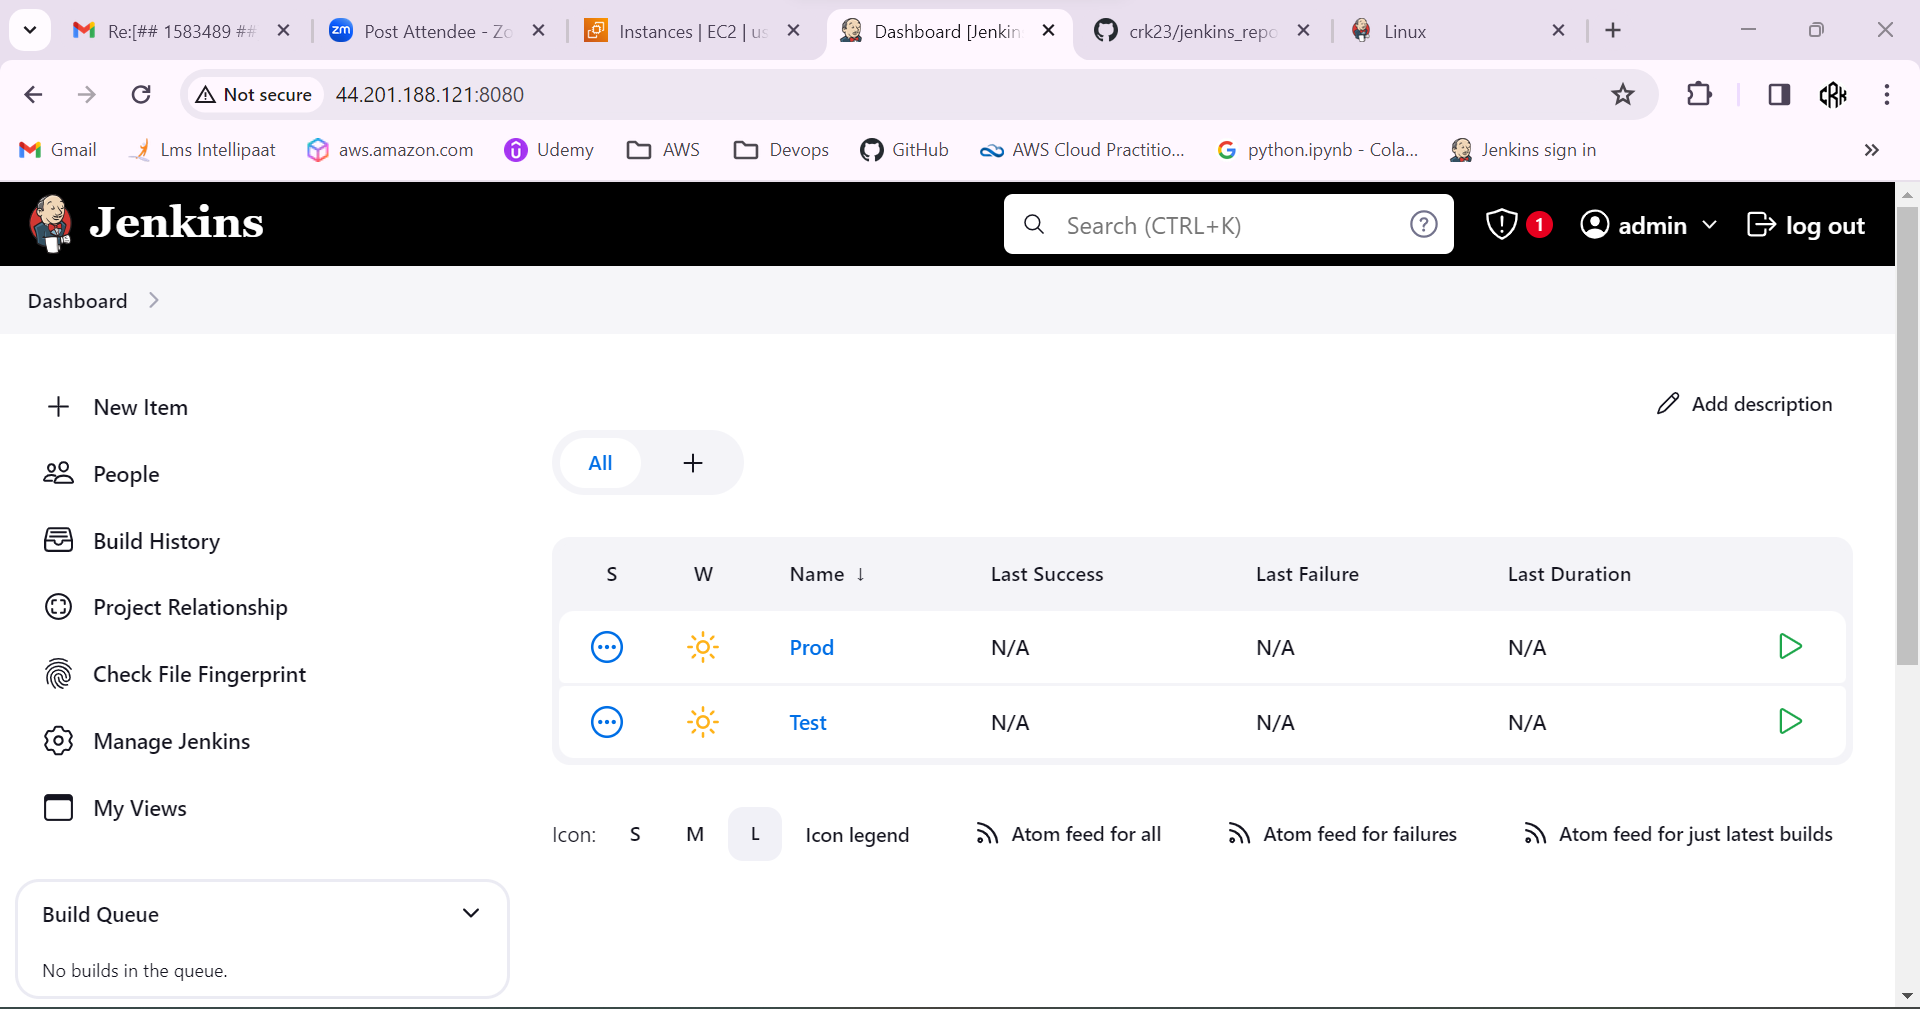 Re:[## 1583489 ##
zm Post Attendee - Zo
Instances | EC2 | us
Dashboard [Jenkin
crk23/jenkins_repo
Linux
Not secure 44.201.188.121:8080
CRK
Gmail
Lms Intellipaat
aws.amazon.com
Udemy
AWS
Devops
GitHub
AWS Cloud Practitio...
python.ipynb - Cola...
Jenkins sign in
Jenkins
Search (CTRL+K)
1
admin
log out
Dashboard
New Item
People
Build History
Project Relationship
Check File Fingerprint
Manage Jenkins
My Views
Build Queue
No builds in the queue.
Add description
All
S W Name ↓ Last Success Last Failure Last Duration
Prod N/A N/A N/A
Test N/A N/A N/A
Icon: S M L Icon legend Atom feed for all Atom feed for failures Atom feed for just latest builds